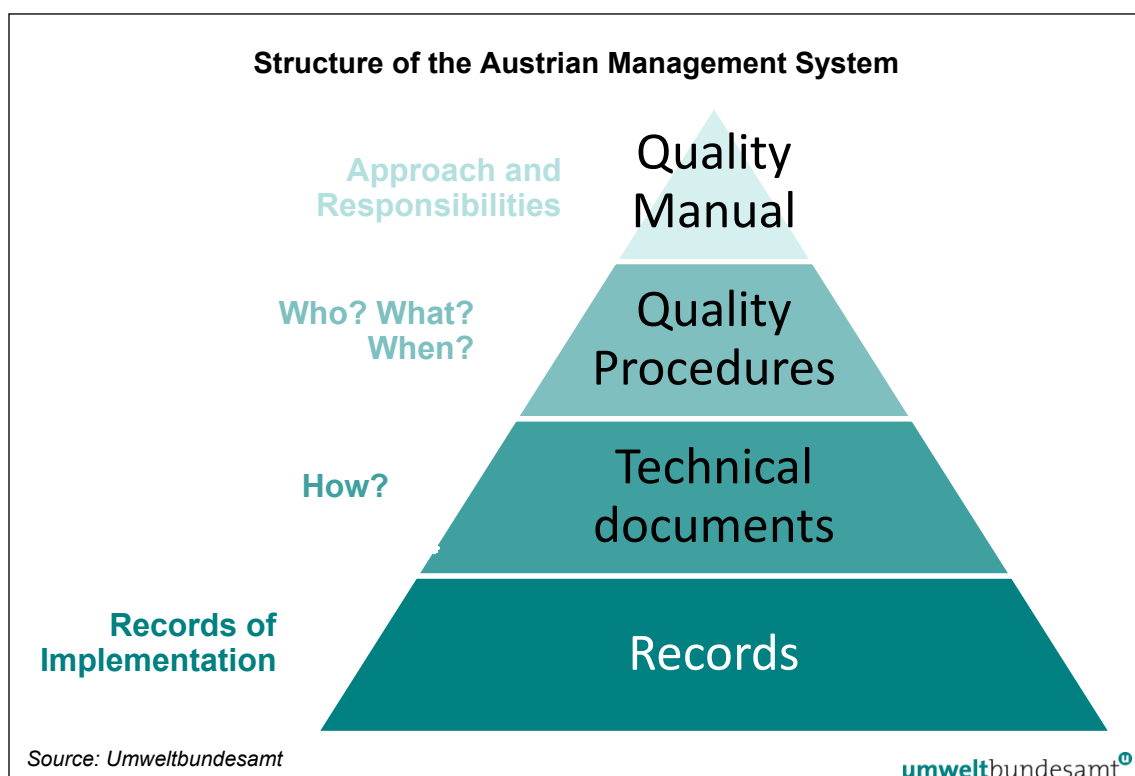 Structure of the Austrian Management System
Approach and
Responsibilities
Quality
Manual
Who? What?
When?
Quality
Procedures
How?
Technical
documents
Records of
Implementation
Records
Source: Umweltbundesamt
umweltbundesamt